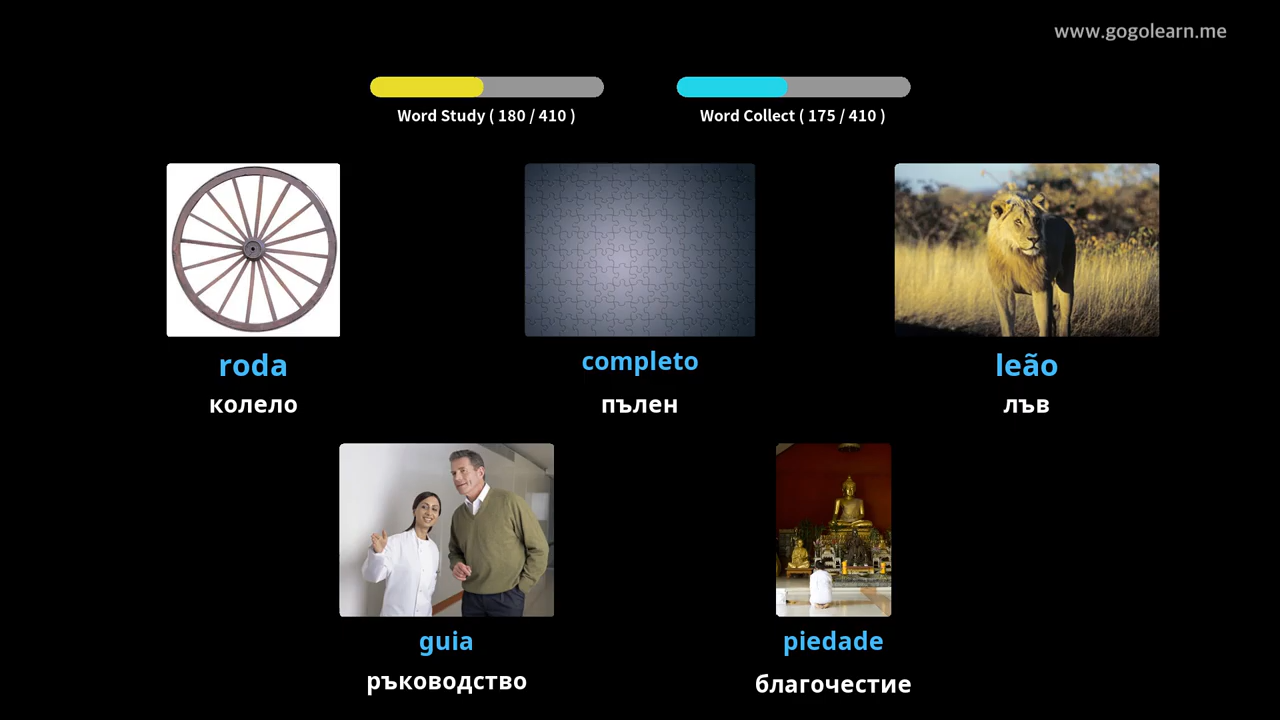 www.gogolearn.me
Word Study ( 180 / 410 )
Word Collect ( 175 / 410 )
roda
completo
leão
колело
пълен
лъв
guia
piedade
ръководство
благочестие